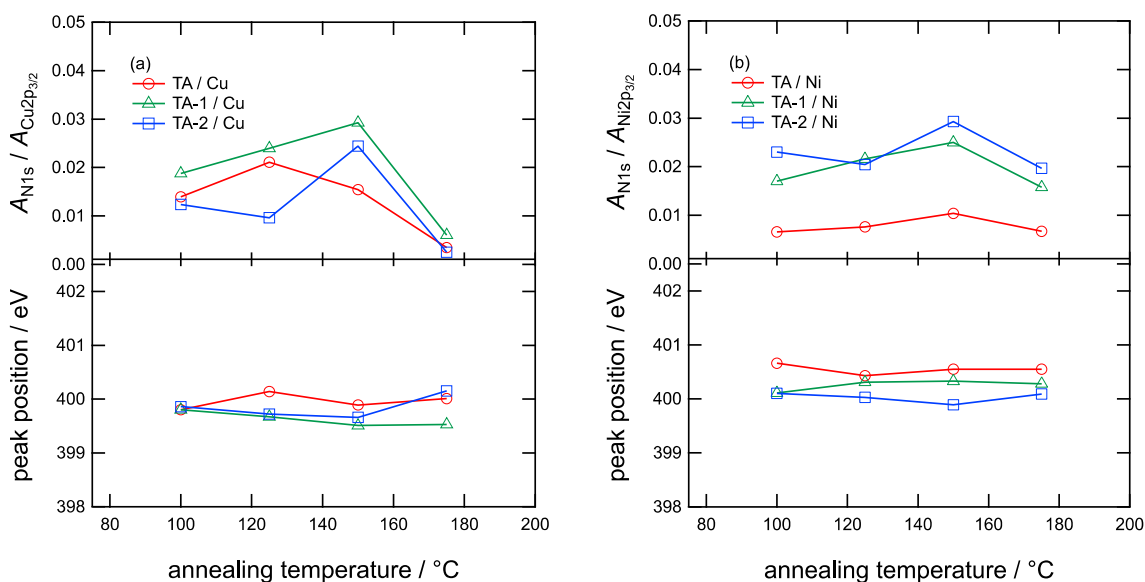 0.05
0.04
0.03
0.02
0.01
0.00
A_N1s / A_Cu2p3/2
(a)
TA / Cu
TA-1 / Cu
TA-2 / Cu
402
401
400
399
398
peak position / eV
80 100 120 140 160 180 200
annealing temperature / °C
0.05
0.04
0.03
0.02
0.01
0.00
A_N1s / A_Ni2p3/2
(b)
TA / Ni
TA-1 / Ni
TA-2 / Ni
402
401
400
399
398
peak position / eV
80 100 120 140 160 180 200
annealing temperature / °C